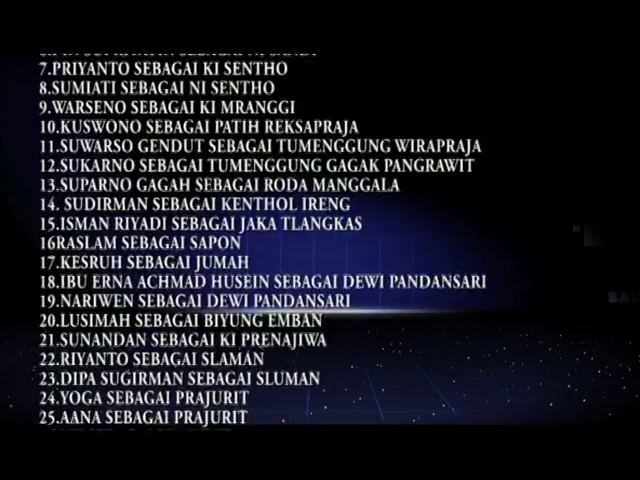 7.PRIYANTO SEBAGAI KI SENTHO
8.SUMIATI SEBAGAI NI SENTHO
9.WARSENO SEBAGAI KI MRANGGI
10.KUSWONO SEBAGAI PATIH REKSAPRAJA
11.SUWARSO GENDUT SEBAGAI TUMENGGUNG WIRAPRAJA
12.SUKARNO SEBAGAI TUMENGGUNG GAGAK PANGRAWIT
13.SUPARNO GAGAH SEBAGAI RODA MANGGALA
14. SUDIRMAN SEBAGAI KENTHOL IRENG
15.ISMAN RIYADI SEBAGAI JAKA TLANGKAS
16RASLAM SEBAGAI SAPON
17.KESRUH SEBAGAI JUMAH
18.IBU ERNA ACHMAD HUSEIN SEBAGAI DEWI PANDANSARI
19.NARIWEN SEBAGAI DEWI PANDANSARI
20.LUSIMAH SEBAGAI BIYUNG EMBAN
21.SUNANDAN SEBAGAI KI PRENAJIWA
22.RIYANTO SEBAGAI SLAMAN
23.DIPA SUGIRMAN SEBAGAI SLUMAN
24.YOGA SEBAGAI PRAJURIT
25.AANA SEBAGAI PRAJURIT